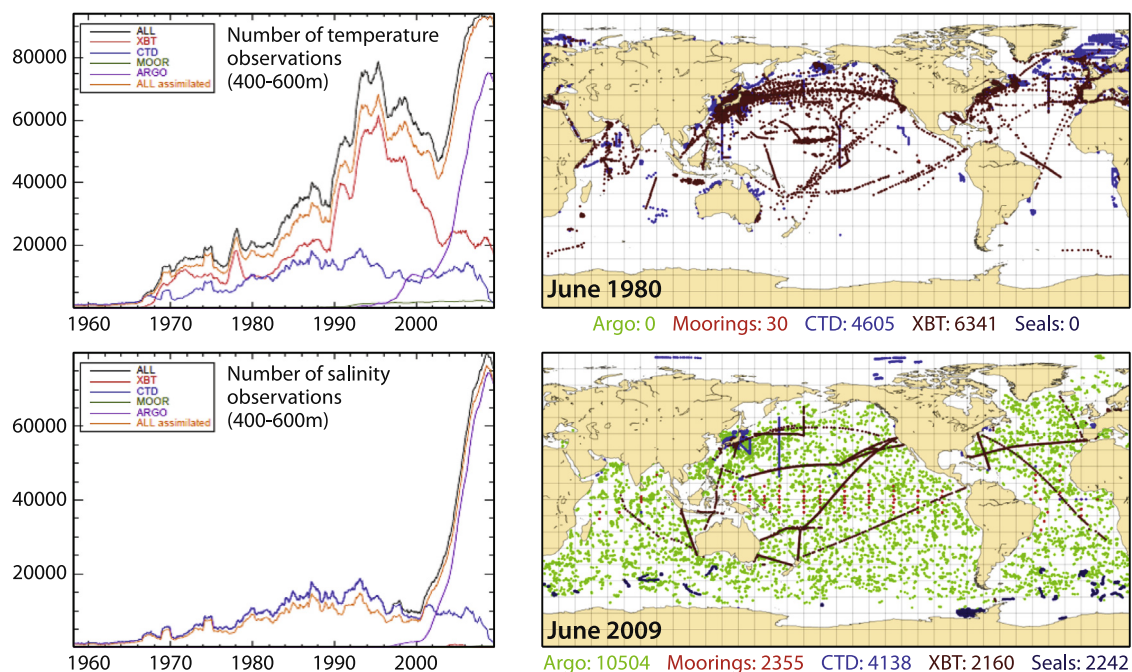 ALL
XBT
CTD
MOOR
ARGO
ALL assimilated
Number of temperature
observations
(400-600m)
80000
60000
40000
20000
1960 1970 1980 1990 2000
June 1980
Argo: 0 Moorings: 30 CTD: 4605 XBT: 6341 Seals: 0
ALL
XBT
CTD
MOOR
ARGO
ALL assimilated
Number of salinity
observations
(400-600m)
60000
40000
20000
1960 1970 1980 1990 2000
June 2009
Argo: 10504 Moorings: 2355 CTD: 4138 XBT: 2160 Seals: 2242